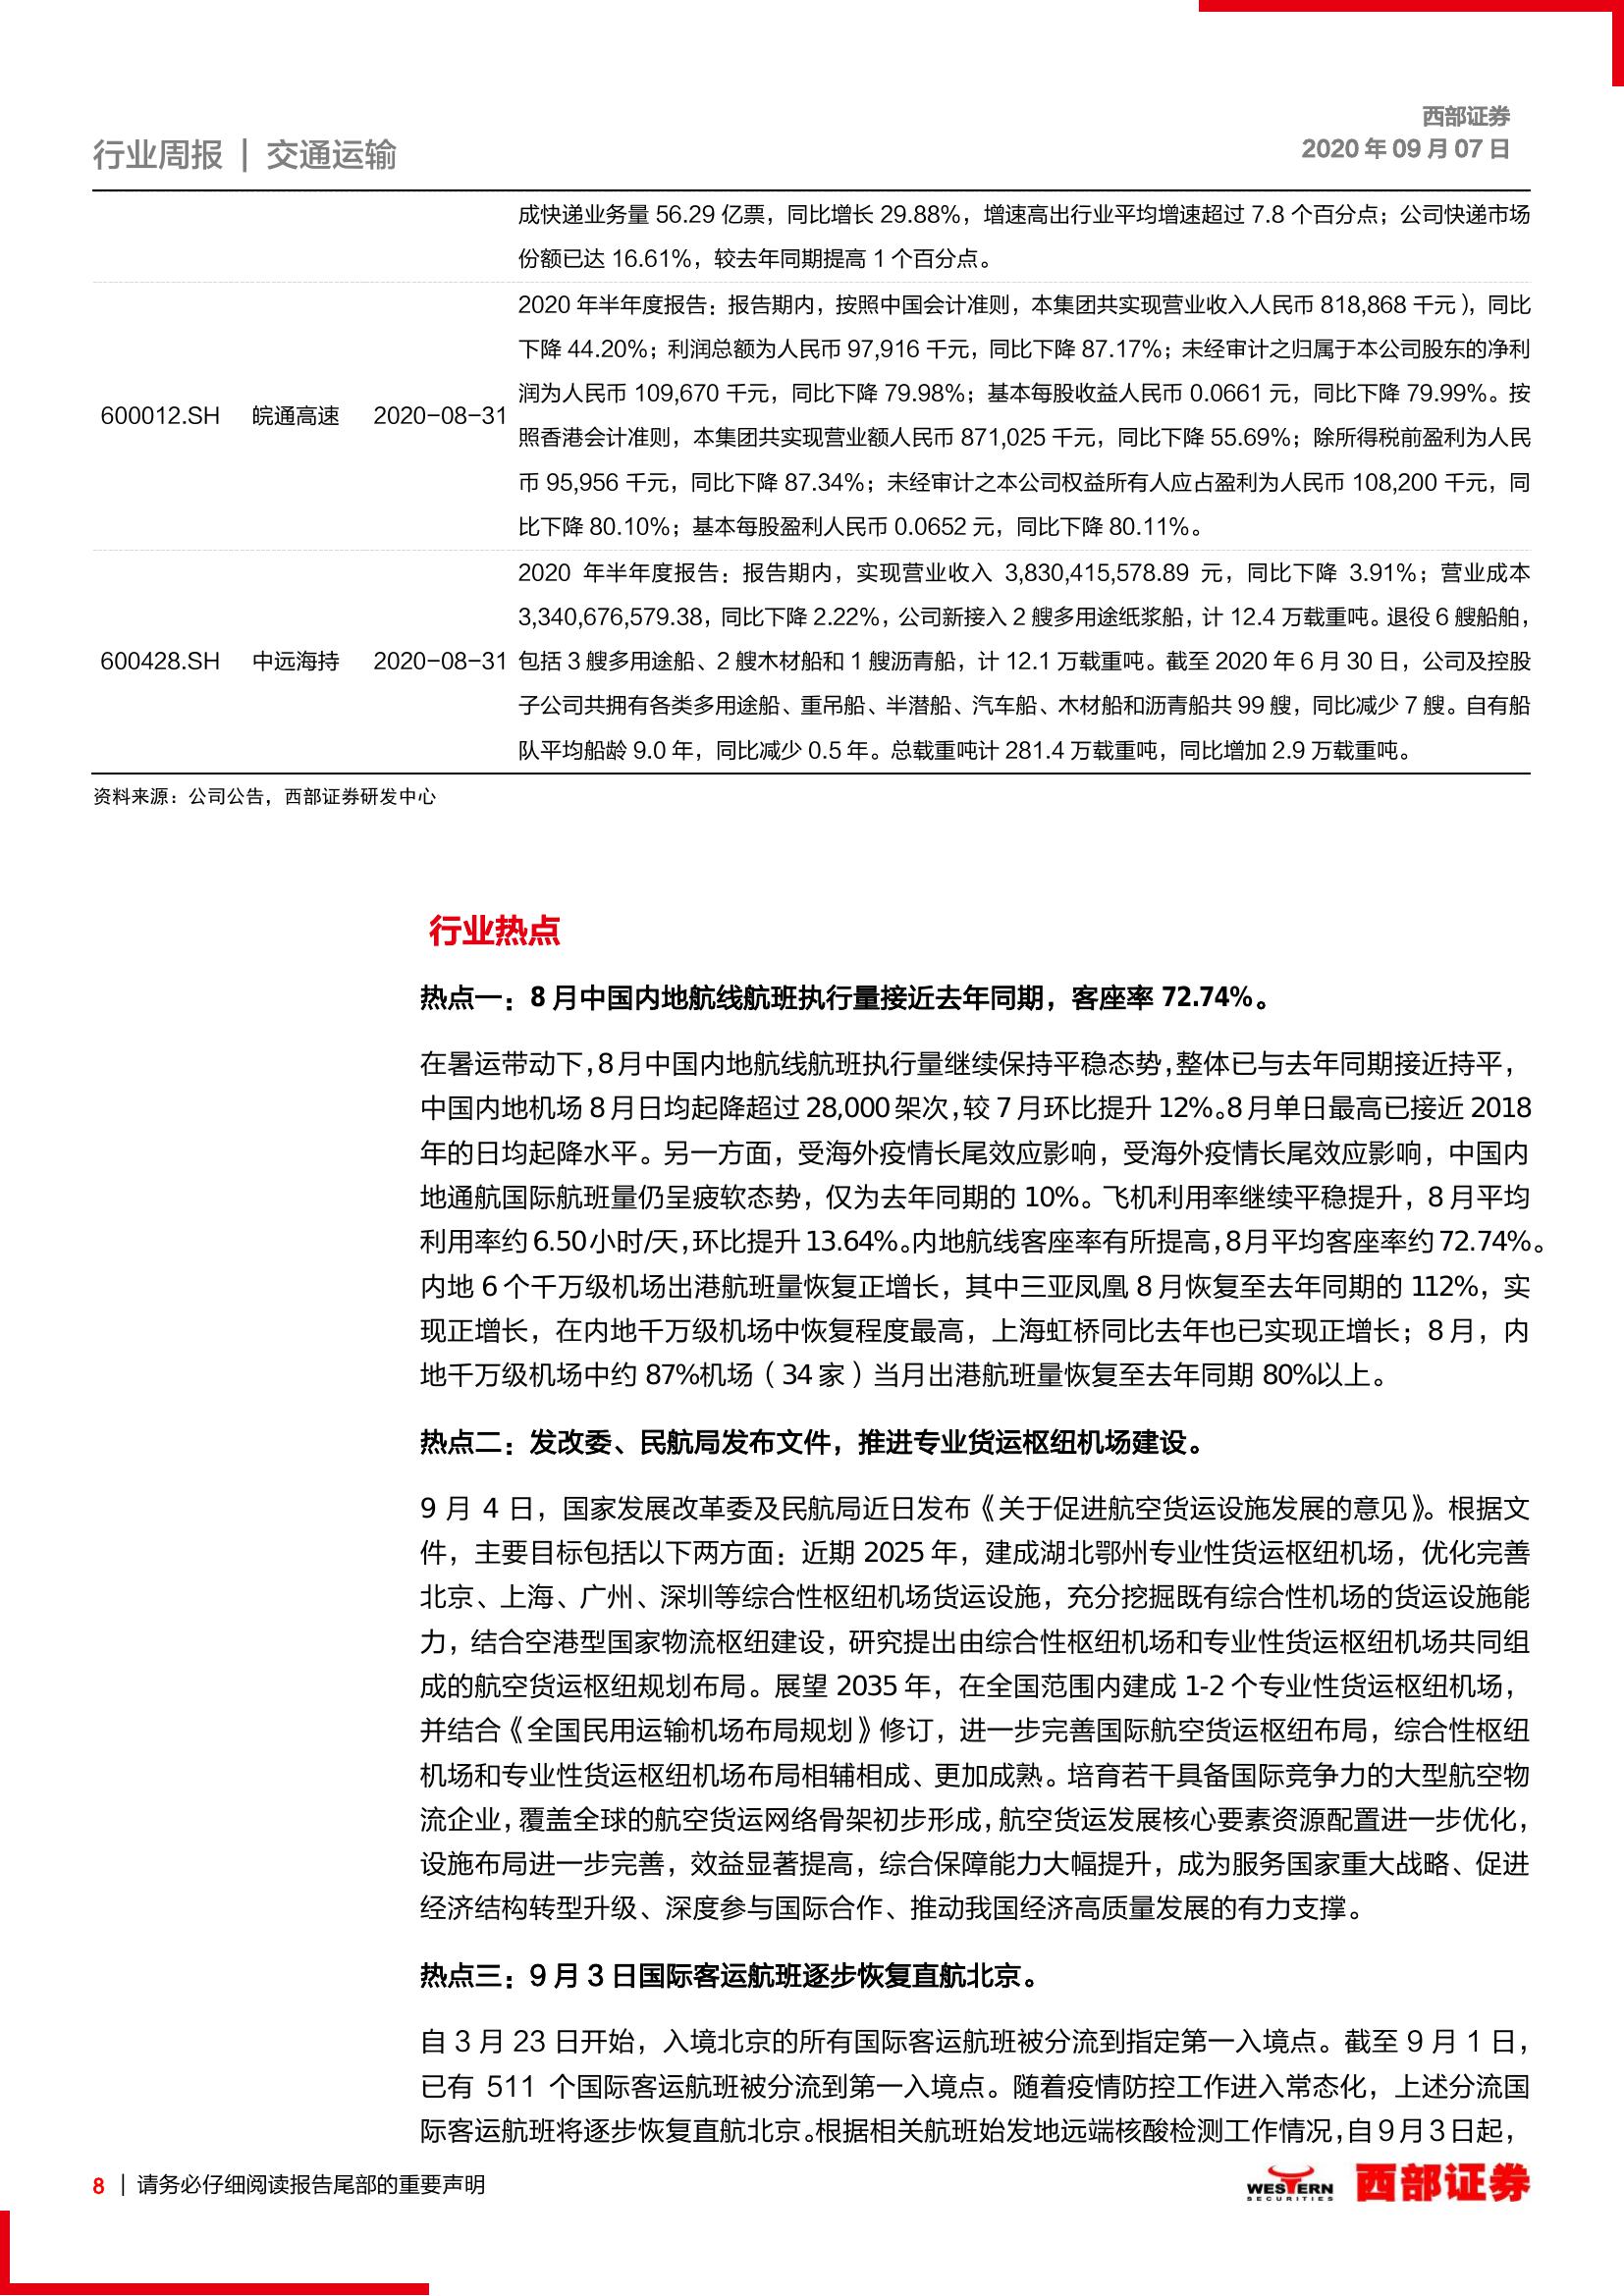 行业周报 | 交通运输
西部证券
2020 年 09 月 07 日
成快递业务量 56.29 亿票，同比增长 29.88%，增速高出行业平均增速超过 7.8 个百分点；公司快递市场
份额已达 16.61%，较去年同期提高 1 个百分点。
600012.SH 皖通高速 2020-08-31
2020 年半年度报告：报告期内，按照中国会计准则，本集团共实现营业收入人民币 818,868 千元），同比
下降 44.20%；利润总额为人民币 97,916 千元，同比下降 87.17%；未经审计之归属于本公司股东的净利
润为人民币 109,670 千元，同比下降 79.98%；基本每股收益人民币 0.0661 元，同比下降 79.99%。按
照香港会计准则，本集团共实现营业额人民币 871,025 千元，同比下降 55.69%；除所得税前盈利为人民
币 95,956 千元，同比下降 87.34%；未经审计之本公司权益所有人应占盈利为人民币 108,200 千元，同
比下降 80.10%；基本每股盈利人民币 0.0652 元，同比下降 80.11%。
600428.SH 中远海持 2020-08-31
2020 年半年度报告：报告期内，实现营业收入 3,830,415,578.89 元，同比下降 3.91%；营业成本
3,340,676,579.38，同比下降 2.22%，公司新接入 2 艘多用途纸浆船，计 12.4 万载重吨。退役 6 艘船舶，
包括 3 艘多用途船、2 艘木材船和 1 艘沥青船，计 12.1 万载重吨。截至 2020 年 6 月 30 日，公司及控股
子公司共拥有各类多用途船、重吊船、半潜船、汽车船、木材船和沥青船共 99 艘，同比减少 7 艘。自有船
队平均船龄 9.0 年，同比减少 0.5 年。总载重吨计 281.4 万载重吨，同比增加 2.9 万载重吨。
资料来源：公司公告，西部证券研发中心
行业热点
热点一：8 月中国内地航线航班执行量接近去年同期，客座率 72.74%。
在暑运带动下，8 月中国内地航线航班执行量继续保持平稳态势，整体已与去年同期接近持平，
中国内地机场 8 月日均起降超过 28,000 架次，较 7 月环比提升 12%。8 月单日最高已接近 2018
年的日均起降水平。另一方面，受海外疫情长尾效应影响，受海外疫情长尾效应影响，中国内
地通航国际航班量仍呈疲软态势，仅为去年同期的 10%。飞机利用率继续平稳提升，8 月平均
利用率约 6.50 小时/天，环比提升 13.64%。内地航线客座率有所提高，8 月平均客座率约 72.74%。
内地 6 个千万级机场出港航班量恢复正增长，其中三亚凤凰 8 月恢复至去年同期的 112%，实
现正增长，在内地千万级机场中恢复程度最高，上海虹桥同比去年也已实现正增长；8 月，内
地千万级机场中约 87%机场（34 家）当月出港航班量恢复至去年同期 80%以上。
热点二：发改委、民航局发布文件，推进专业货运枢纽机场建设。
9 月 4 日，国家发展改革委及民航局近日发布《关于促进航空货运设施发展的意见》。根据文
件，主要目标包括以下两方面：近期 2025 年，建成湖北鄂州专业性货运枢纽机场，优化完善
北京、上海、广州、深圳等综合性枢纽机场货运设施，充分挖掘既有综合性机场的货运设施能
力，结合空港型国家物流枢纽建设，研究提出由综合性枢纽机场和专业性货运枢纽机场共同组
成的航空货运枢纽规划布局。展望 2035 年，在全国范围内建成 1-2 个专业性货运枢纽机场，
并结合《全国民用运输机场布局规划》修订，进一步完善国际航空货运枢纽布局，综合性枢纽
机场和专业性货运枢纽机场布局相辅相成、更加成熟。培育若干具备国际竞争力的大型航空物
流企业，覆盖全球的航空货运网络骨架初步形成，航空货运发展核心要素资源配置进一步优化，
设施布局进一步完善，效益显著提高，综合保障能力大幅提升，成为服务国家重大战略、促进
经济结构转型升级、深度参与国际合作、推动我国经济高质量发展的有力支撑。
热点三：9 月 3 日国际客运航班逐步恢复直航北京。
自 3 月 23 日开始，入境北京的所有国际客运航班被分流到指定第一入境点。截至 9 月 1 日，
已有 511 个国际客运航班被分流到第一入境点。随着疫情防控工作进入常态化，上述分流国
际客运航班将逐步恢复直航北京。根据相关航班始发地远端核酸检测工作情况，自 9 月 3 日起，
8 | 请务必仔细阅读报告尾部的重要声明
WESTERN
SECURITIES
西部证券